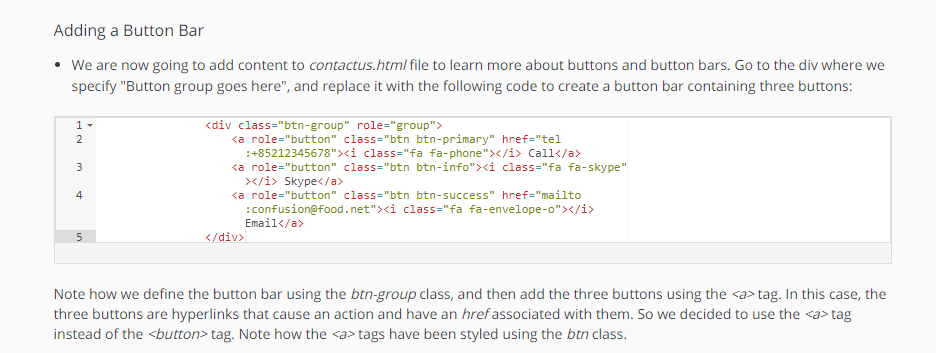 Adding a Button Bar
• We are now going to add content to contactus.html file to learn more about buttons and button bars. Go to the div where we
specify "Button group goes here", and replace it with the following code to create a button bar containing three buttons:
1 <div class="btn-group" role="group">
2 <a role="button" class="btn btn-primary" href="tel
:+85212345678"><i class="fa fa-phone"></i> Call</a>
3 <a role="button" class="btn btn-info"><i class="fa fa-skype"
></i> Skype</a>
4 <a role="button" class="btn btn-success" href="mailto
:confusion@food.net"><i class="fa fa-envelope-o"></i>
Email</a>
5 </div>
Note how we define the button bar using the btn-group class, and then add the three buttons using the <a> tag. In this case, the
three buttons are hyperlinks that cause an action and have an href associated with them. So we decided to use the <a> tag
instead of the <button> tag. Note how the <a> tags have been styled using the btn class.